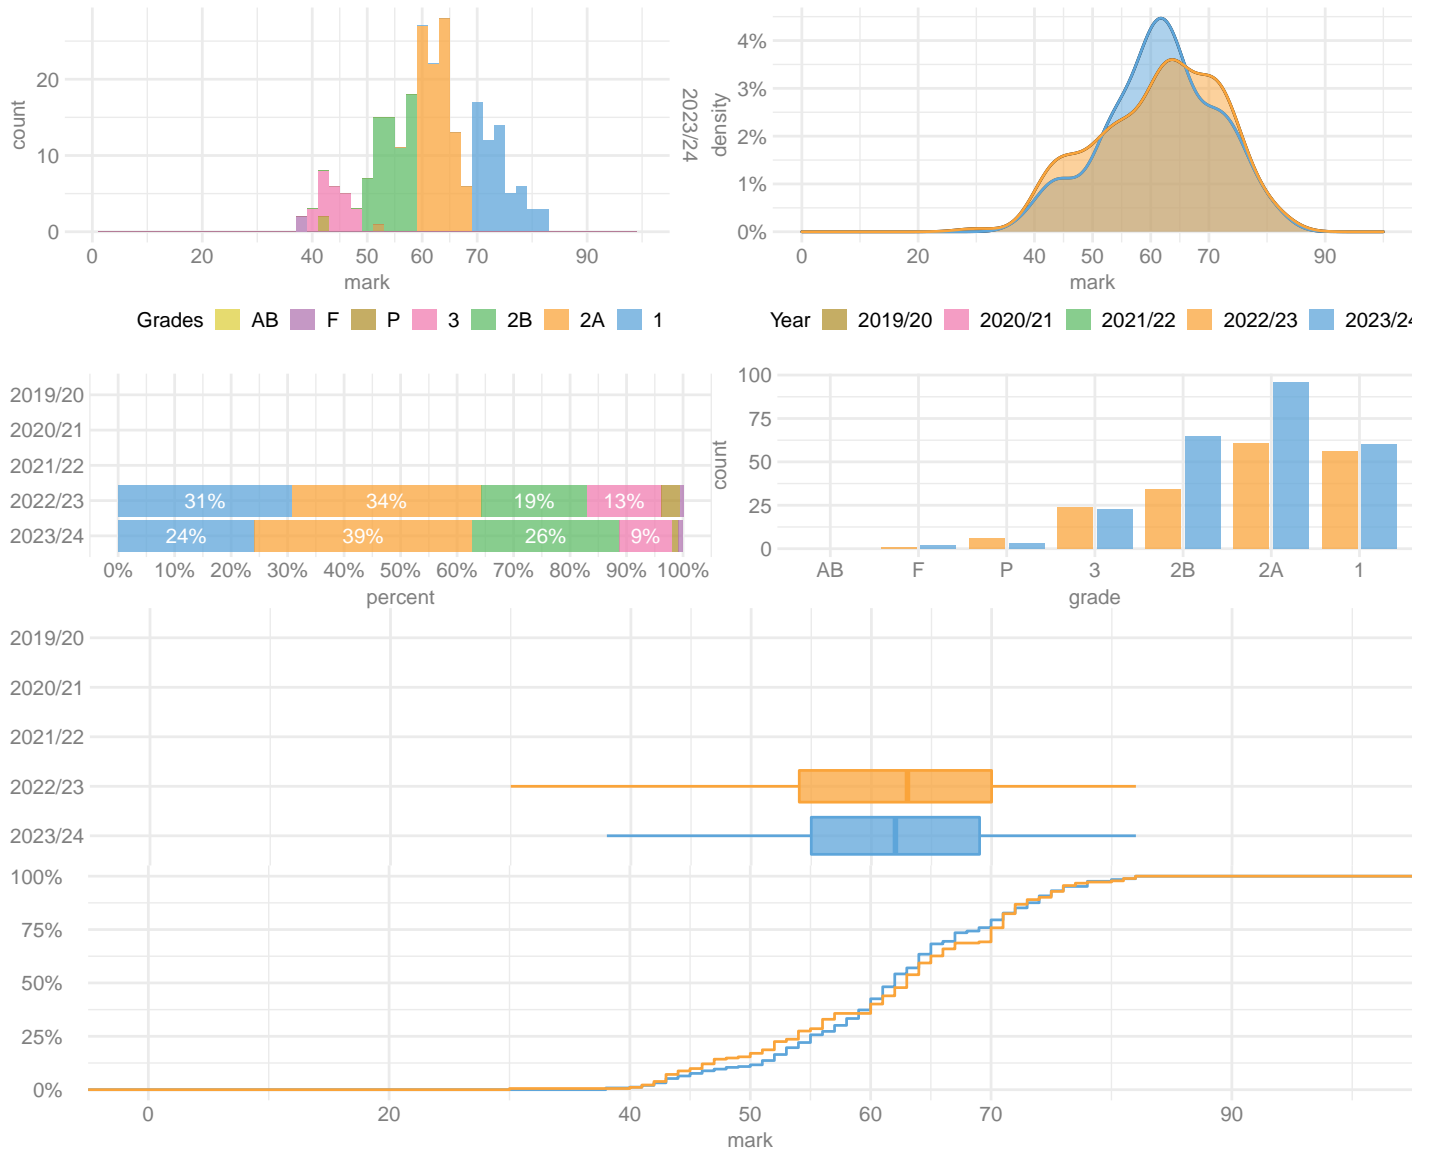 20
10
0
count
0 20 40 50 60 70 90
mark
2023/24
4%
3%
2%
1%
0%
density
0 20 40 50 60 70 90
mark
Grades AB F P 3 2B 2A 1
Year 2019/20 2020/21 2021/22 2022/23 2023/24
2019/20
2020/21
2021/22
2022/23 31% 34% 19% 13%
2023/24 24% 39% 26% 9%
0% 10% 20% 30% 40% 50% 60% 70% 80% 90% 100%
percent
100
75
50
25
0
count
AB F P 3 2B 2A 1
grade
2019/20
2020/21
2021/22
2022/23
2023/24
100%
75%
50%
25%
0%
0 20 40 50 60 70 90
mark